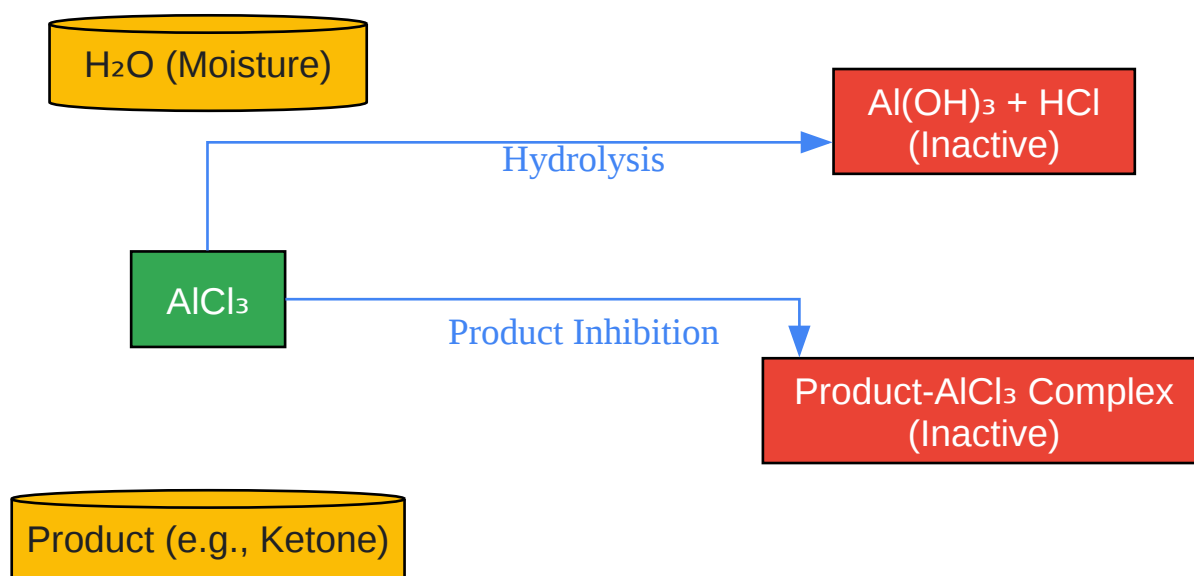 H₂O (Moisture)
Al(OH)₃ + HCl
(Inactive)
Hydrolysis
AlCl₃
Product Inhibition
Product-AlCl₃ Complex
(Inactive)
Product (e.g., Ketone)